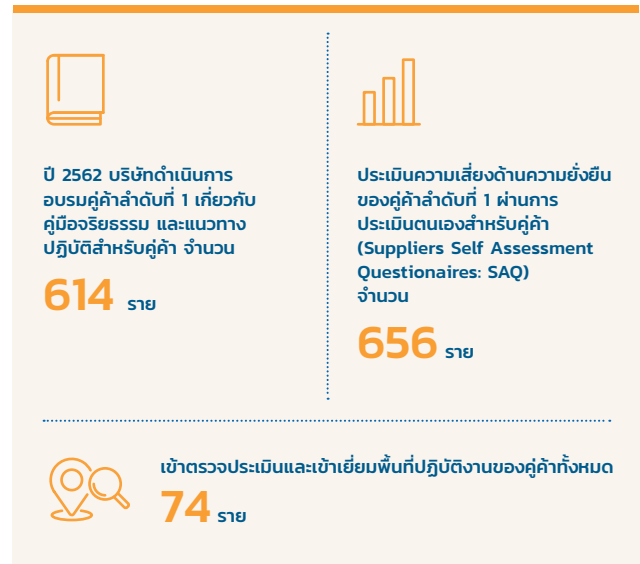 ปี 2562 บริษัทดำเนินการ
อบรมคู่ค้าลำดับที่ 1 เกี่ยวกับ
คู่มือจริยธรรม และแนวทาง
ปฏิบัติสำหรับคู่ค้า จำนวน
614 ราย
ประเมินความเสี่ยงด้านความยั่งยืน
ของคู่ค้าลำดับที่ 1 ผ่านการ
ประเมินตนเองสำหรับคู่ค้า
(Suppliers Self Assessment
Questionaires: SAQ)
จำนวน
656 ราย
เข้าตรวจประเมินและเข้าเยี่ยมพื้นที่ปฏิบัติงานของคู่ค้าทั้งหมด
74 ราย